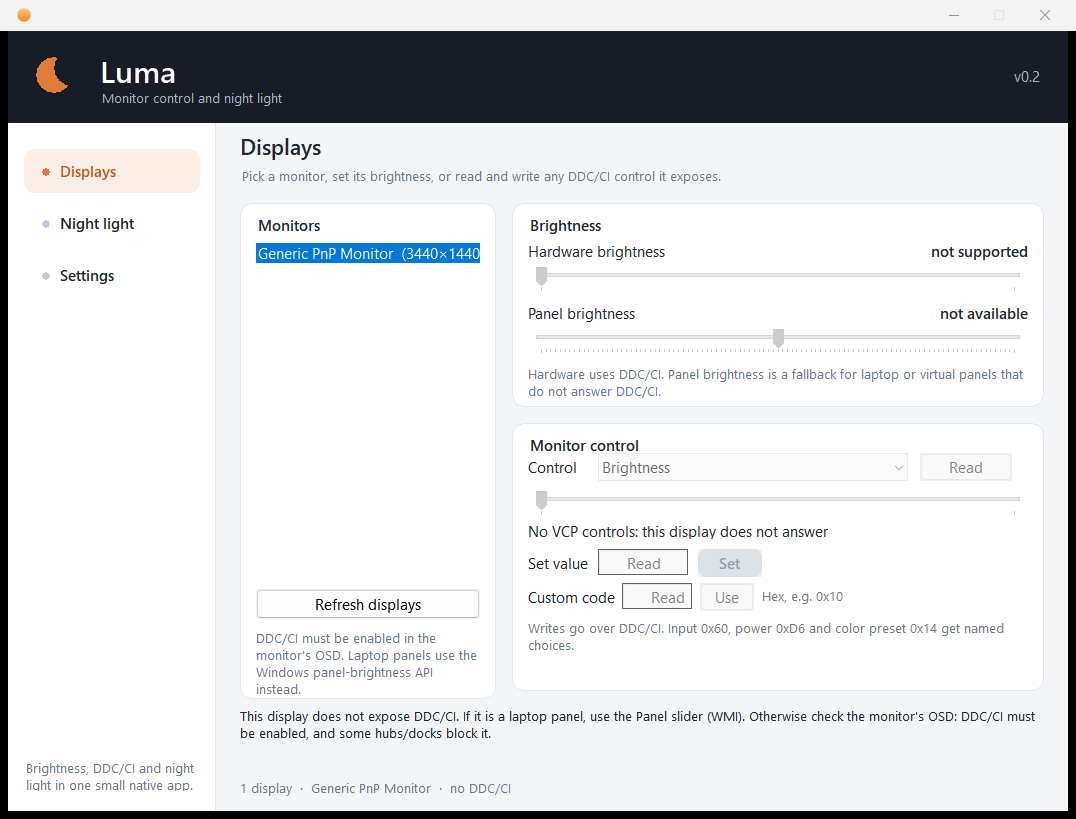 Luma
Monitor control and night light
v0.2
Displays
Night light
Settings
Brightness, DDC/CI and night
light in one small native app.
Displays
Pick a monitor, set its brightness, or read and write any DDC/CI control it exposes.
Monitors
Generic PnP Monitor (3440×1440
Refresh displays
DDC/CI must be enabled in the
monitor's OSD. Laptop panels use the
Windows panel-brightness API
instead.
Brightness
Hardware brightness not supported
Panel brightness not available
Hardware uses DDC/CI. Panel brightness is a fallback for laptop or virtual panels that
do not answer DDC/CI.
Monitor control
Control Brightness Read
No VCP controls: this display does not answer
Set value Read Set
Custom code Read Use Hex, e.g. 0x10
Writes go over DDC/CI. Input 0x60, power 0xD6 and color preset 0x14 get named
choices.
This display does not expose DDC/CI. If it is a laptop panel, use the Panel slider (WMI). Otherwise check the monitor's OSD: DDC/CI must
be enabled, and some hubs/docks block it.
1 display · Generic PnP Monitor · no DDC/CI